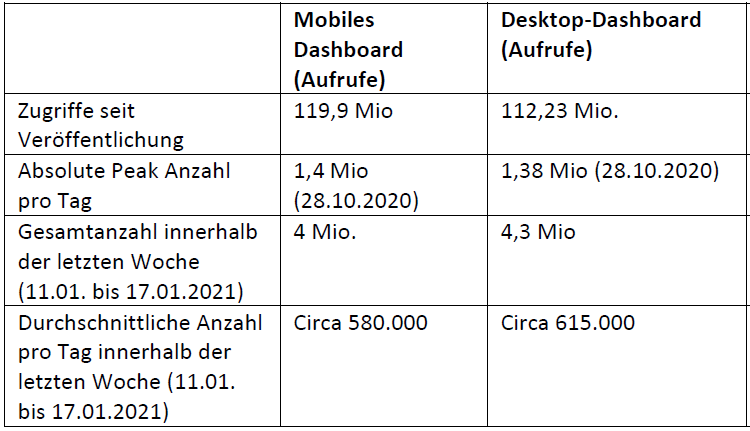 Mobiles
Dashboard
(Aufrufe)
Desktop-Dashboard
(Aufrufe)
Zugriffe seit
Veröffentlichung
119,9 Mio
112,23 Mio.
Absolute Peak Anzahl
pro Tag
1,4 Mio
(28.10.2020)
1,38 Mio (28.10.2020)
Gesamtanzahl innerhalb
der letzten Woche
(11.01. bis 17.01.2021)
4 Mio.
4,3 Mio
Durchschnittliche Anzahl
pro Tag innerhalb der
letzten Woche (11.01.
bis 17.01.2021)
Circa 580.000
Circa 615.000